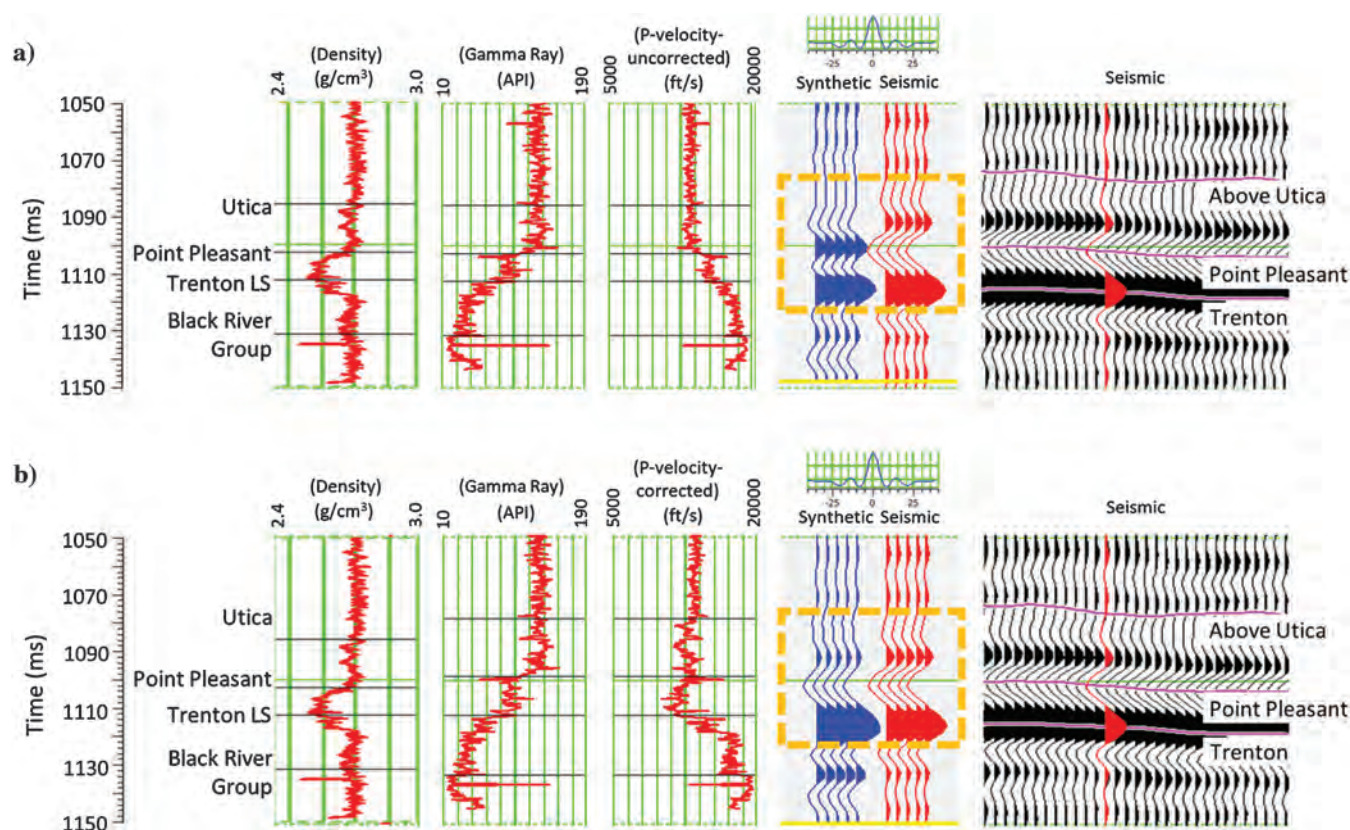 a)
(Density)
(g/cm³)
2.4
3.0
(Gamma Ray)
(API)
10
190
(P-velocity-
uncorrected)
(ft/s)
5000
20000
-25 0 25
Synthetic Seismic
Seismic
Time (ms)
1050
1070
1090
1110
1130
1150
Utica
Point Pleasant
Trenton LS
Black River
Group
Above Utica
Point Pleasant
Trenton
b)
(Density)
(g/cm³)
2.4
3.0
(Gamma Ray)
(API)
10
190
(P-velocity-
corrected)
(ft/s)
5000
20000
-25 0 25
Synthetic Seismic
Seismic
Time (ms)
1050
1070
1090
1110
1130
1150
Utica
Point Pleasant
Trenton LS
Black River
Group
Above Utica
Point Pleasant
Trenton